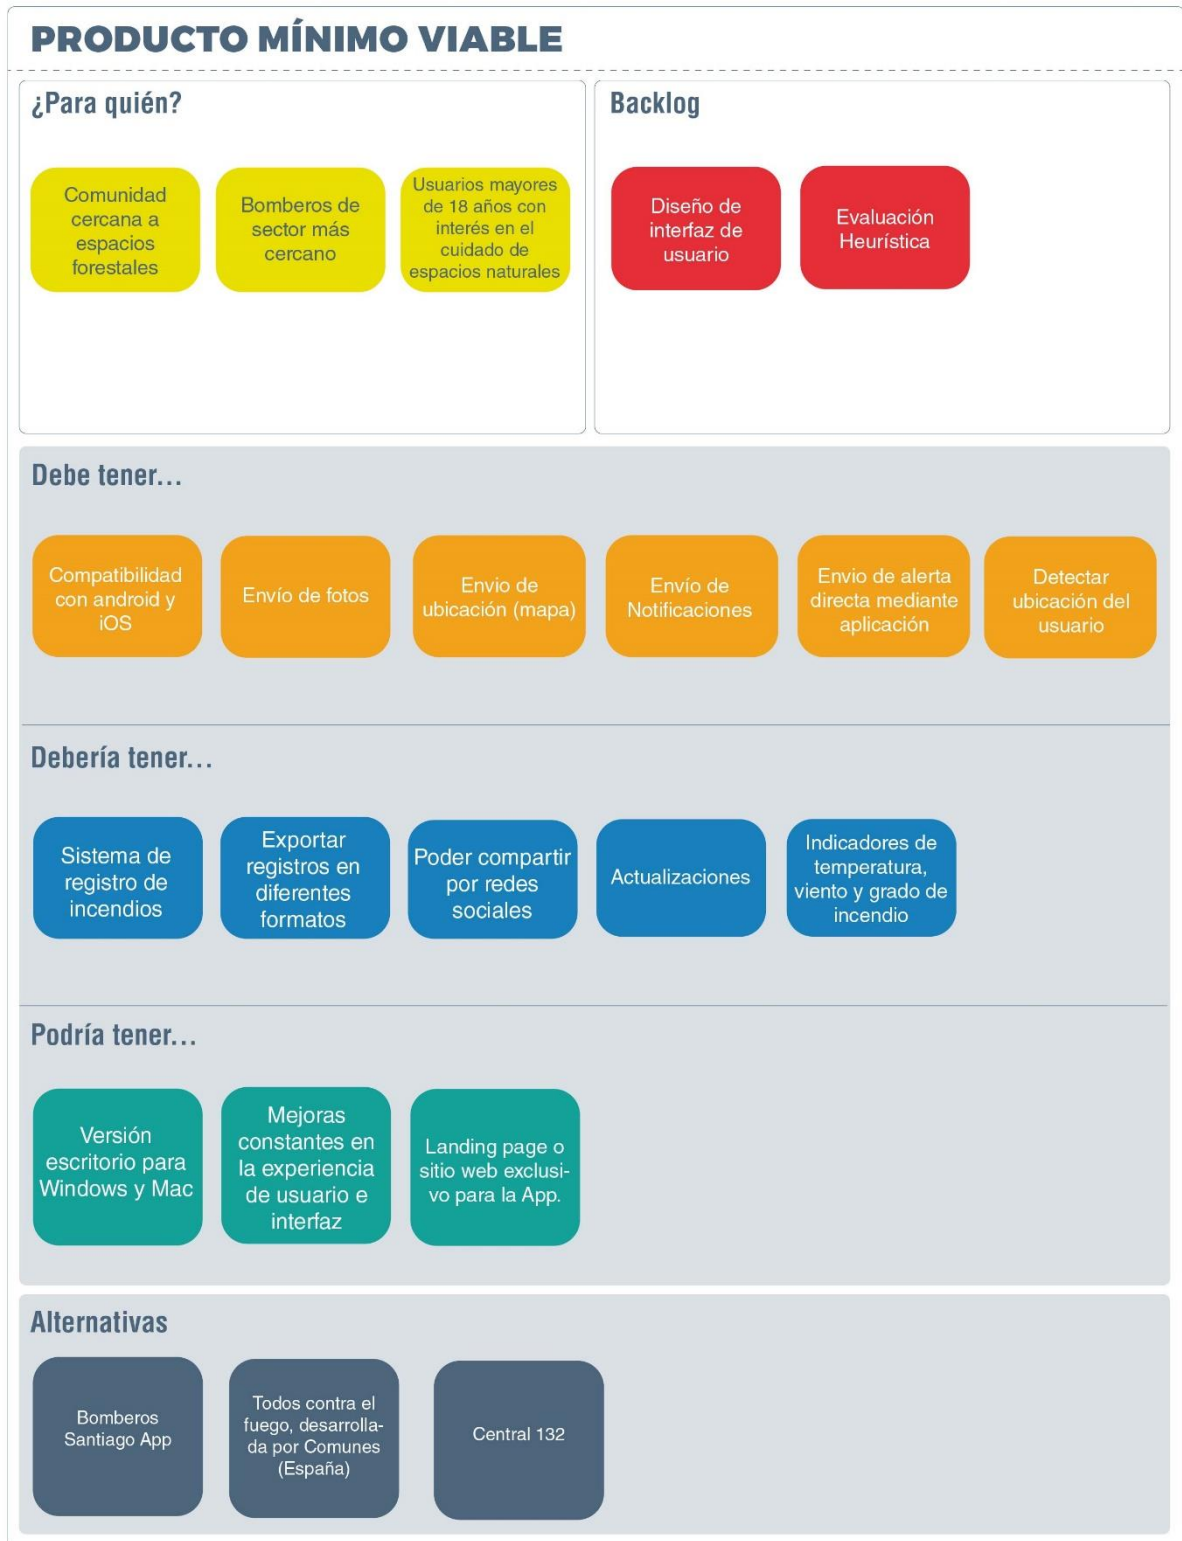 PRODUCTO MÍNIMO VIABLE
¿Para quién?
Comunidad
cercana a
espacios
forestales
Bomberos de
sector más
cercano
Usuarios mayores
de 18 años con
interés en el
cuidado de
espacios naturales
Backlog
Diseño de
interfaz de
usuario
Evaluación
Heurística
Debe tener...
Compatibilidad
con android y
iOS
Envío de fotos
Envio de
ubicación (mapa)
Envío de
Notificaciones
Envio de alerta
directa mediante
aplicación
Detectar
ubicación del
usuario
Debería tener...
Sistema de
registro de
incendios
Exportar
registros en
diferentes
formatos
Poder compartir
por redes
sociales
Actualizaciones
Indicadores de
temperatura,
viento y grado de
incendio
Podría tener...
Versión
escritorio para
Windows y Mac
Mejoras
constantes en
la experiencia
de usuario e
interfaz
Landing page o
sitio web exclusi-
vo para la App.
Alternativas
Bomberos
Santiago App
Todos contra el
fuego, desarrolla-
da por Comunes
(España)
Central 132